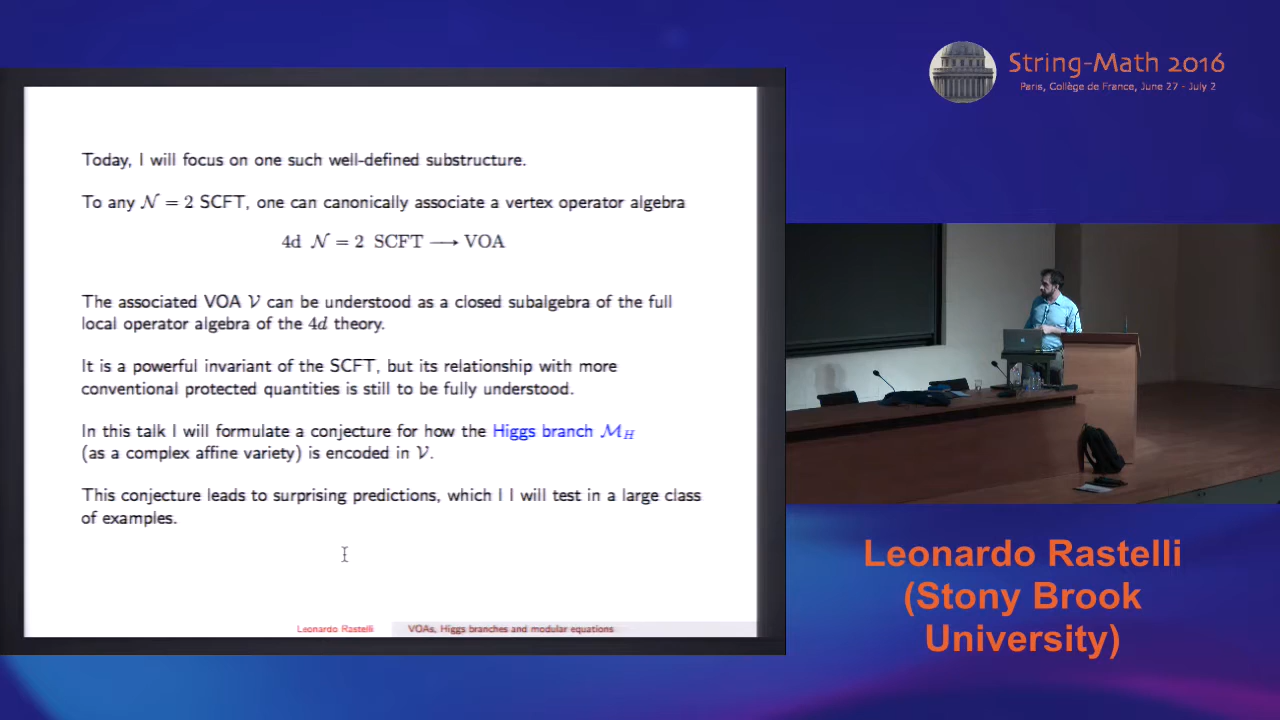 Today, I will focus on one such well-defined substructure.
To any 𝒩 = 2 SCFT, one can canonically associate a vertex operator algebra
4d 𝒩 = 2 SCFT ⟶ VOA
The associated VOA 𝒱 can be understood as a closed subalgebra of the full
local operator algebra of the 4d theory.
It is a powerful invariant of the SCFT, but its relationship with more
conventional protected quantities is still to be fully understood.
In this talk I will formulate a conjecture for how the Higgs branch ℳ_H
(as a complex affine variety) is encoded in 𝒱.
This conjecture leads to surprising predictions, which I I will test in a large class
of examples.
Leonardo Rastelli VOAs, Higgs branches and modular equations
String-Math 2016
Paris, Collège de France, June 27 - July 2
Leonardo Rastelli
(Stony Brook
University)